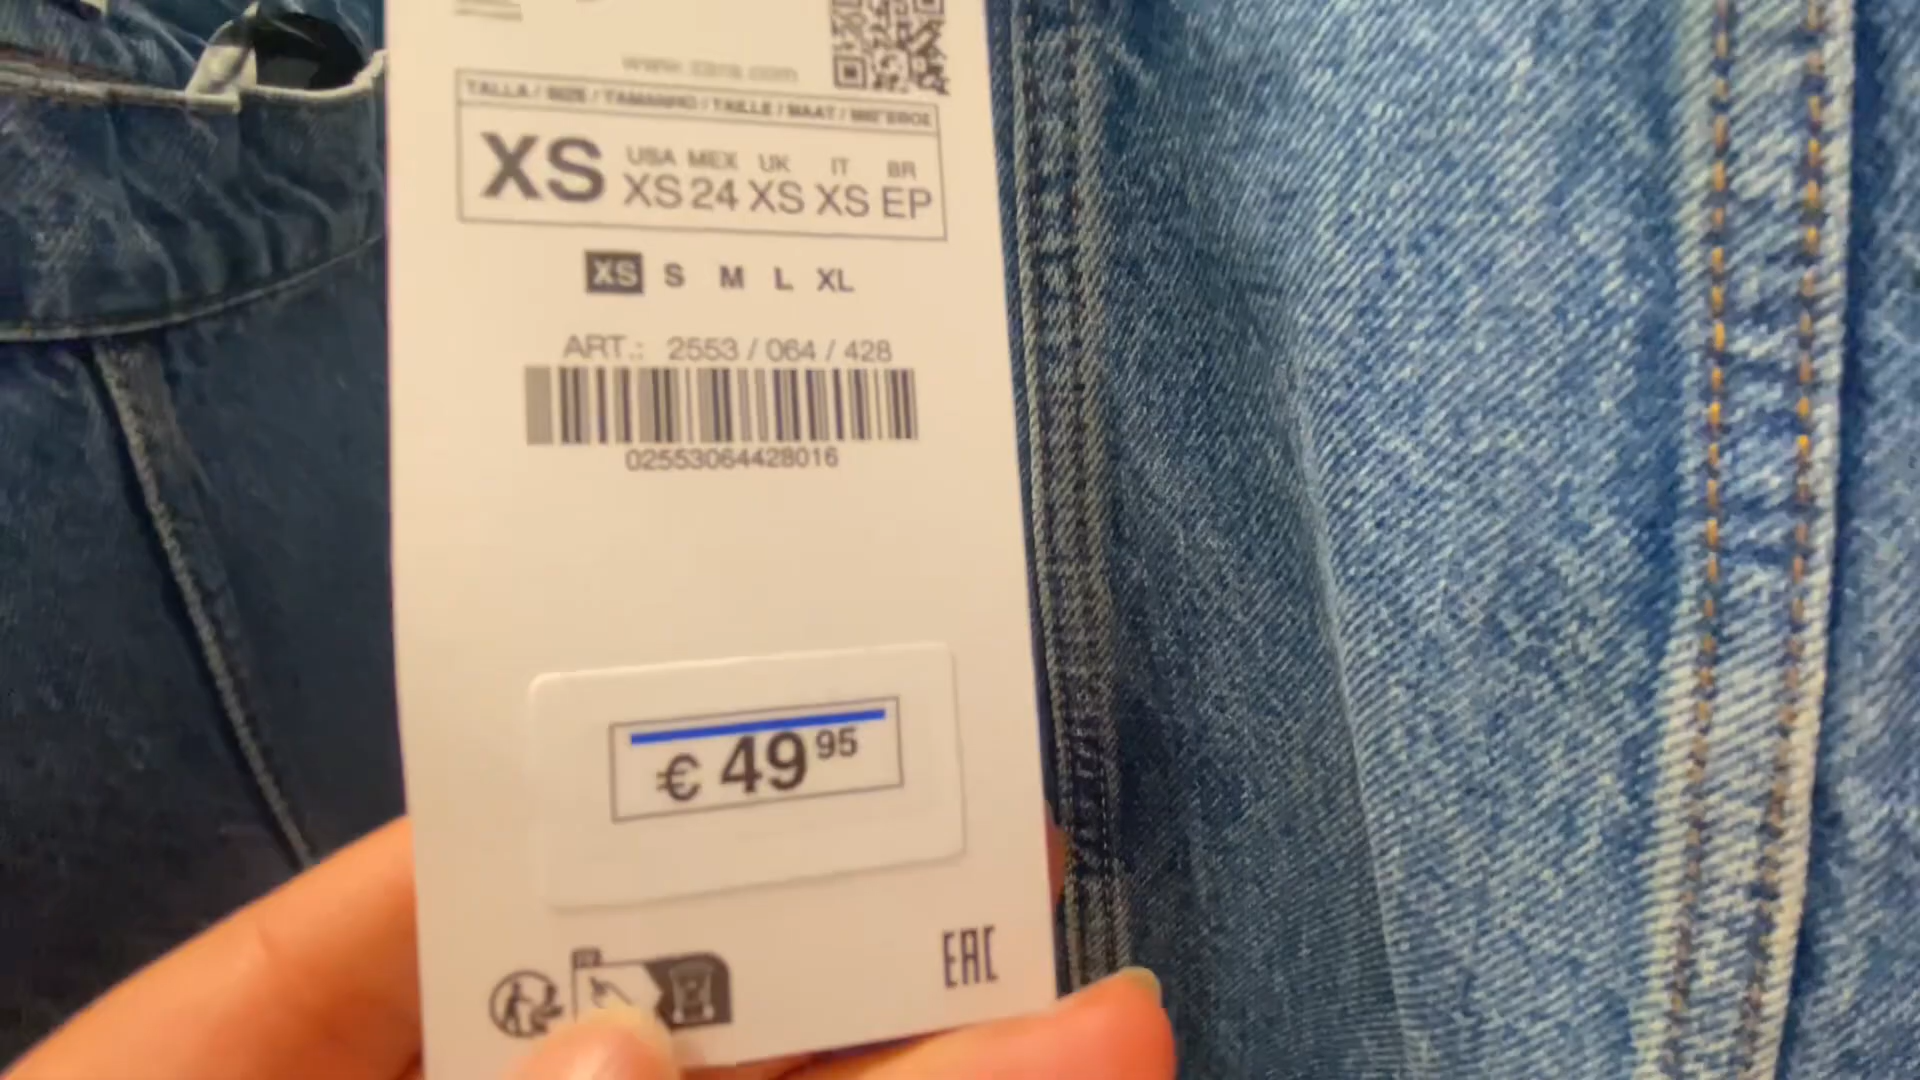 www.zara.com
TALLA / SIZE / TAMANHO / TAILLE / MAAT / МЕГЕВОЕ
XS
USA MEX UK IT BR
XS 24 XS XS EP
XS S M L XL
ART.: 2553 / 064 / 428
02553064428016
€ 49 95
EAC